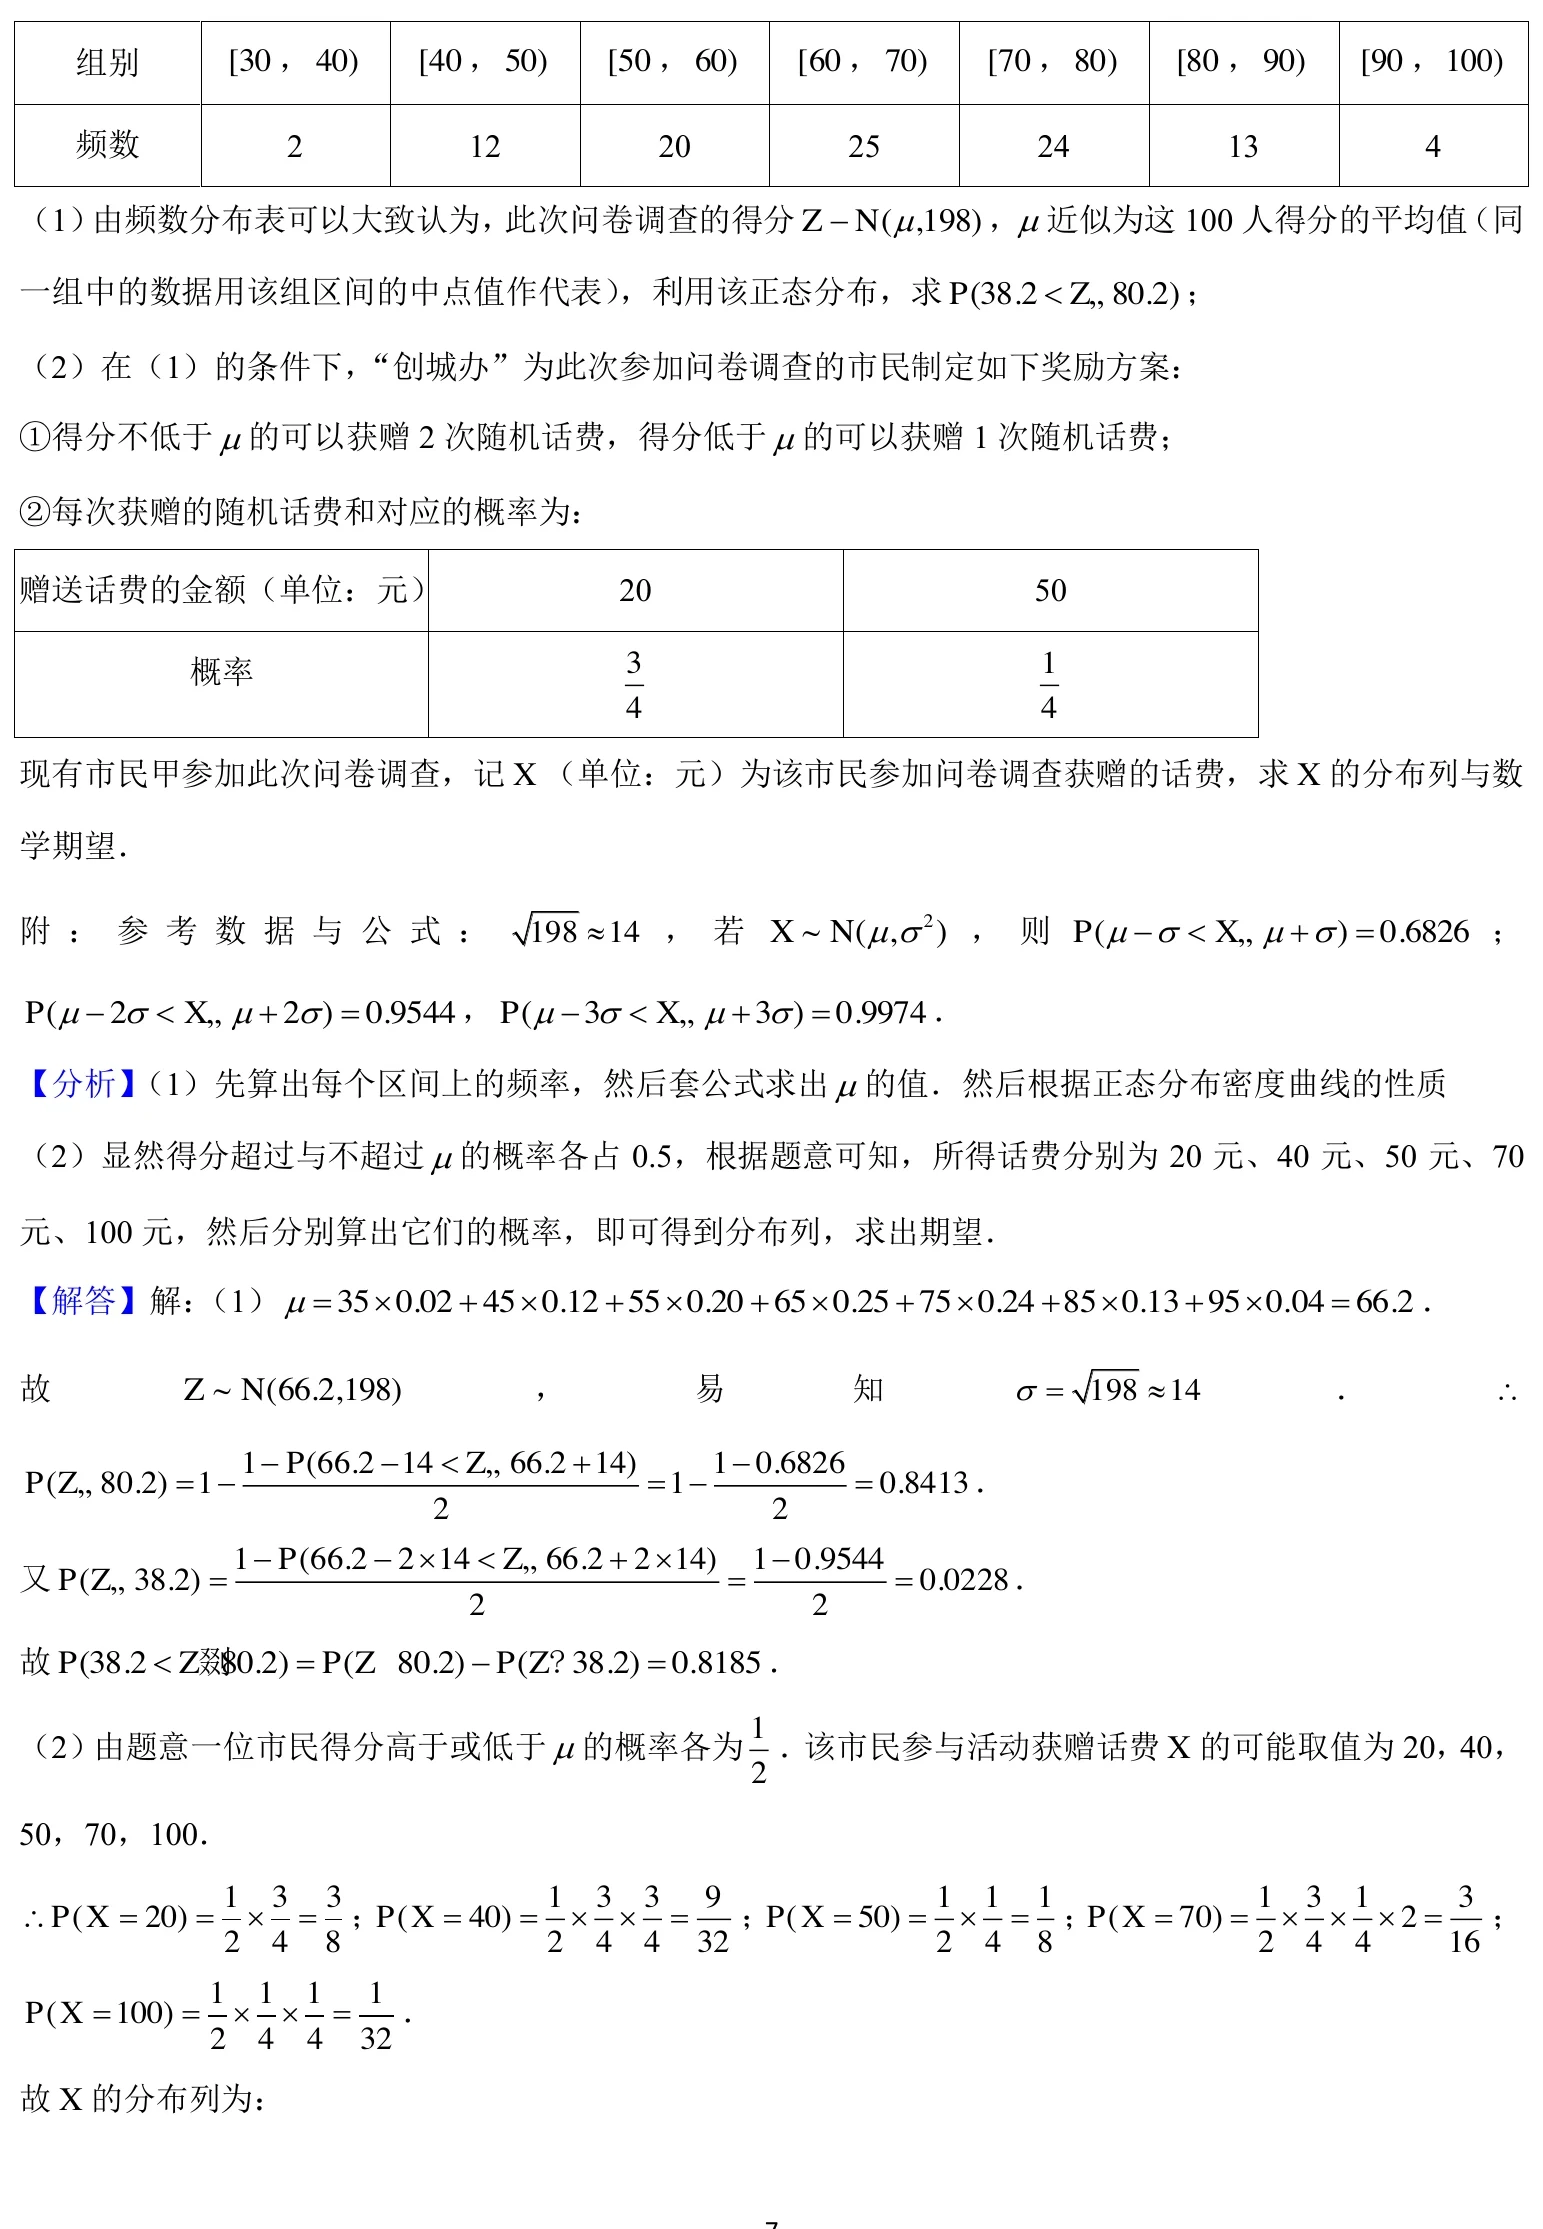 组别 [30，40) [40，50) [50，60) [60，70) [70，80) [80，90) [90，100)
频数 2 12 20 25 24 13 4
（1）由频数分布表可以大致认为，此次问卷调查的得分 Z−N(μ,198)，μ 近似为这 100 人得分的平均值（同
一组中的数据用该组区间的中点值作代表），利用该正态分布，求 P(38.2<Z,, 80.2)；
（2）在（1）的条件下，“创城办”为此次参加问卷调查的市民制定如下奖励方案：
①得分不低于 μ 的可以获赠 2 次随机话费，得分低于 μ 的可以获赠 1 次随机话费；
②每次获赠的随机话费和对应的概率为：
赠送话费的金额（单位：元） 20 50
概率 3/4 1/4
现有市民甲参加此次问卷调查，记 X （单位：元）为该市民参加问卷调查获赠的话费，求 X 的分布列与数
学期望．
附：参考数据与公式：√198≈14，若 X~N(μ,σ²)，则 P(μ−σ<X,, μ+σ)=0.6826；
P(μ−2σ<X,, μ+2σ)=0.9544，P(μ−3σ<X,, μ+3σ)=0.9974．
【分析】（1）先算出每个区间上的频率，然后套公式求出 μ 的值．然后根据正态分布密度曲线的性质
（2）显然得分超过与不超过 μ 的概率各占 0.5，根据题意可知，所得话费分别为 20 元、40 元、50 元、70
元、100 元，然后分别算出它们的概率，即可得到分布列，求出期望．
【解答】解：（1）μ=35×0.02+45×0.12+55×0.20+65×0.25+75×0.24+85×0.13+95×0.04=66.2．
故 Z~N(66.2,198)，易知 σ=√198≈14．∴
P(Z,, 80.2)=1−(1−P(66.2−14<Z,, 66.2+14))/2=1−(1−0.6826)/2=0.8413．
又 P(Z,, 38.2)=(1−P(66.2−2×14<Z,, 66.2+2×14))/2=(1−0.9544)/2=0.0228．
故 P(38.2<Z 80.2)=P(Z 80.2)−P(Z? 38.2)=0.8185．
（2）由题意一位市民得分高于或低于 μ 的概率各为 1/2．该市民参与活动获赠话费 X 的可能取值为 20，40，
50，70，100．
∴P(X=20)=1/2×3/4=3/8；P(X=40)=1/2×3/4×3/4=9/32；P(X=50)=1/2×1/4=1/8；P(X=70)=1/2×3/4×1/4×2=3/16；
P(X=100)=1/2×1/4×1/4=1/32．
故 X 的分布列为：
7